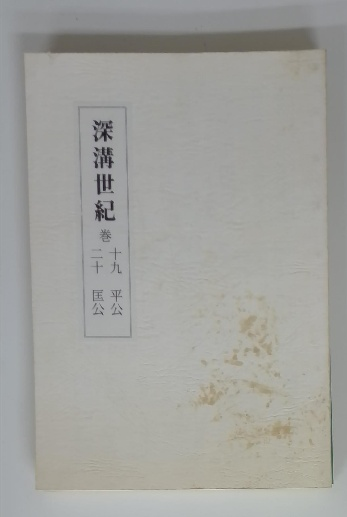 深溝世紀
巻
十九 平公
二十 匡公